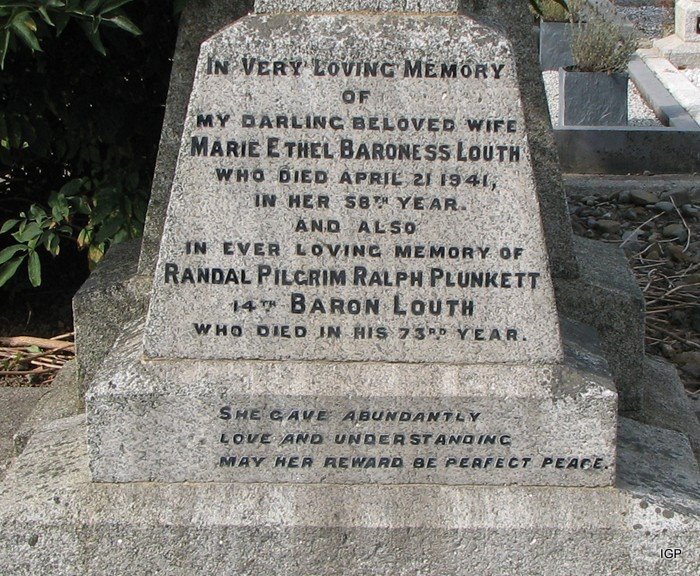 IN VERY LOVING MEMORY
OF
MY DARLING BELOVED WIFE
MARIE ETHEL BARONESS LOUTH
WHO DIED APRIL 21 1941,
IN HER 58TH YEAR.
AND ALSO
IN EVER LOVING MEMORY OF
RANDAL PILGRIM RALPH PLUNKETT
14TH BARON LOUTH
WHO DIED IN HIS 73RD YEAR.
SHE GAVE ABUNDANTLY
LOVE AND UNDERSTANDING
MAY HER REWARD BE PERFECT PEACE.
IGP